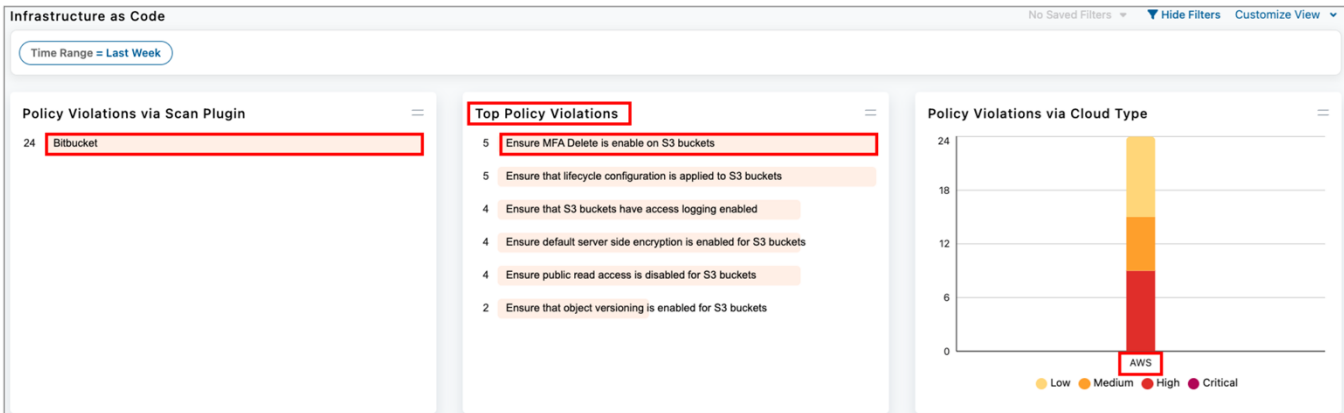 Infrastructure as Code
No Saved Filters Hide Filters Customize View
Time Range = Last Week
Policy Violations via Scan Plugin
24 Bitbucket
Top Policy Violations
5 Ensure MFA Delete is enable on S3 buckets
5 Ensure that lifecycle configuration is applied to S3 buckets
4 Ensure that S3 buckets have access logging enabled
4 Ensure default server side encryption is enabled for S3 buckets
4 Ensure public read access is disabled for S3 buckets
2 Ensure that object versioning is enabled for S3 buckets
Policy Violations via Cloud Type
24
18
12
6
0
AWS
Low Medium High Critical